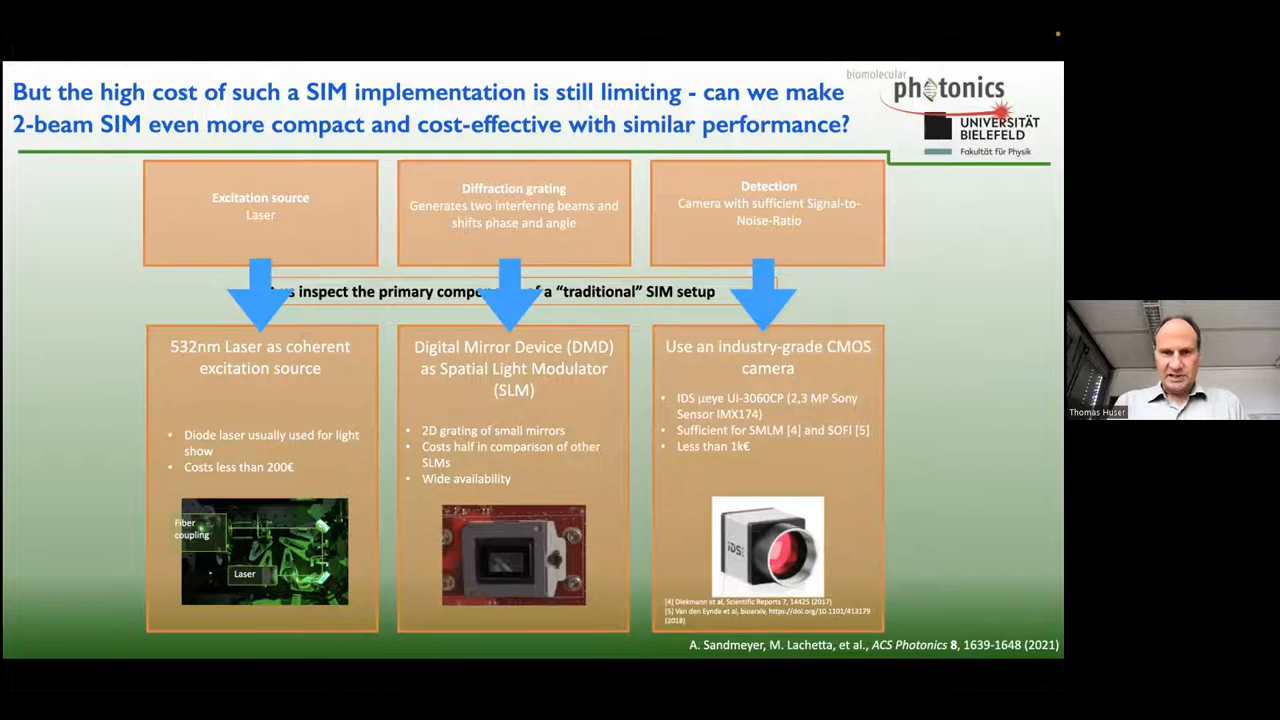 But the high cost of such a SIM implementation is still limiting - can we make
2-beam SIM even more compact and cost-effective with similar performance?
biomolecular
photonics
UNIVERSITÄT
BIELEFELD
Fakultät für Physik
Excitation source
Laser
Diffraction grating
Generates two interfering beams and
shifts phase and angle
Detection
Camera with sufficient Signal-to-
Noise-Ratio
inspect the primary of a “traditional” SIM setup
532nm Laser as coherent
excitation source
• Diode laser usually used for light
show
• Costs less than 200€
Fiber
coupling
Laser
Digital Mirror Device (DMD)
as Spatial Light Modulator
(SLM)
• 2D grating of small mirrors
• Costs half in comparison of other
SLMs
• Wide availability
Use an industry-grade CMOS
camera
• IDS µeye UI-3060CP (2,3 MP Sony
Sensor IMX174)
• Sufficient for SMLM [4] and SOFI [5]
• Less than 1k€
IDS
[4] Diekmann et al, Scientific Reports 7, 14425 (2017)
[5] Van den Eynde et al, bioarxiv, https://doi.org/10.1101/413179
(2018)
A. Sandmeyer, M. Lachetta, et al., ACS Photonics 8, 1639-1648 (2021)
Thomas Huser